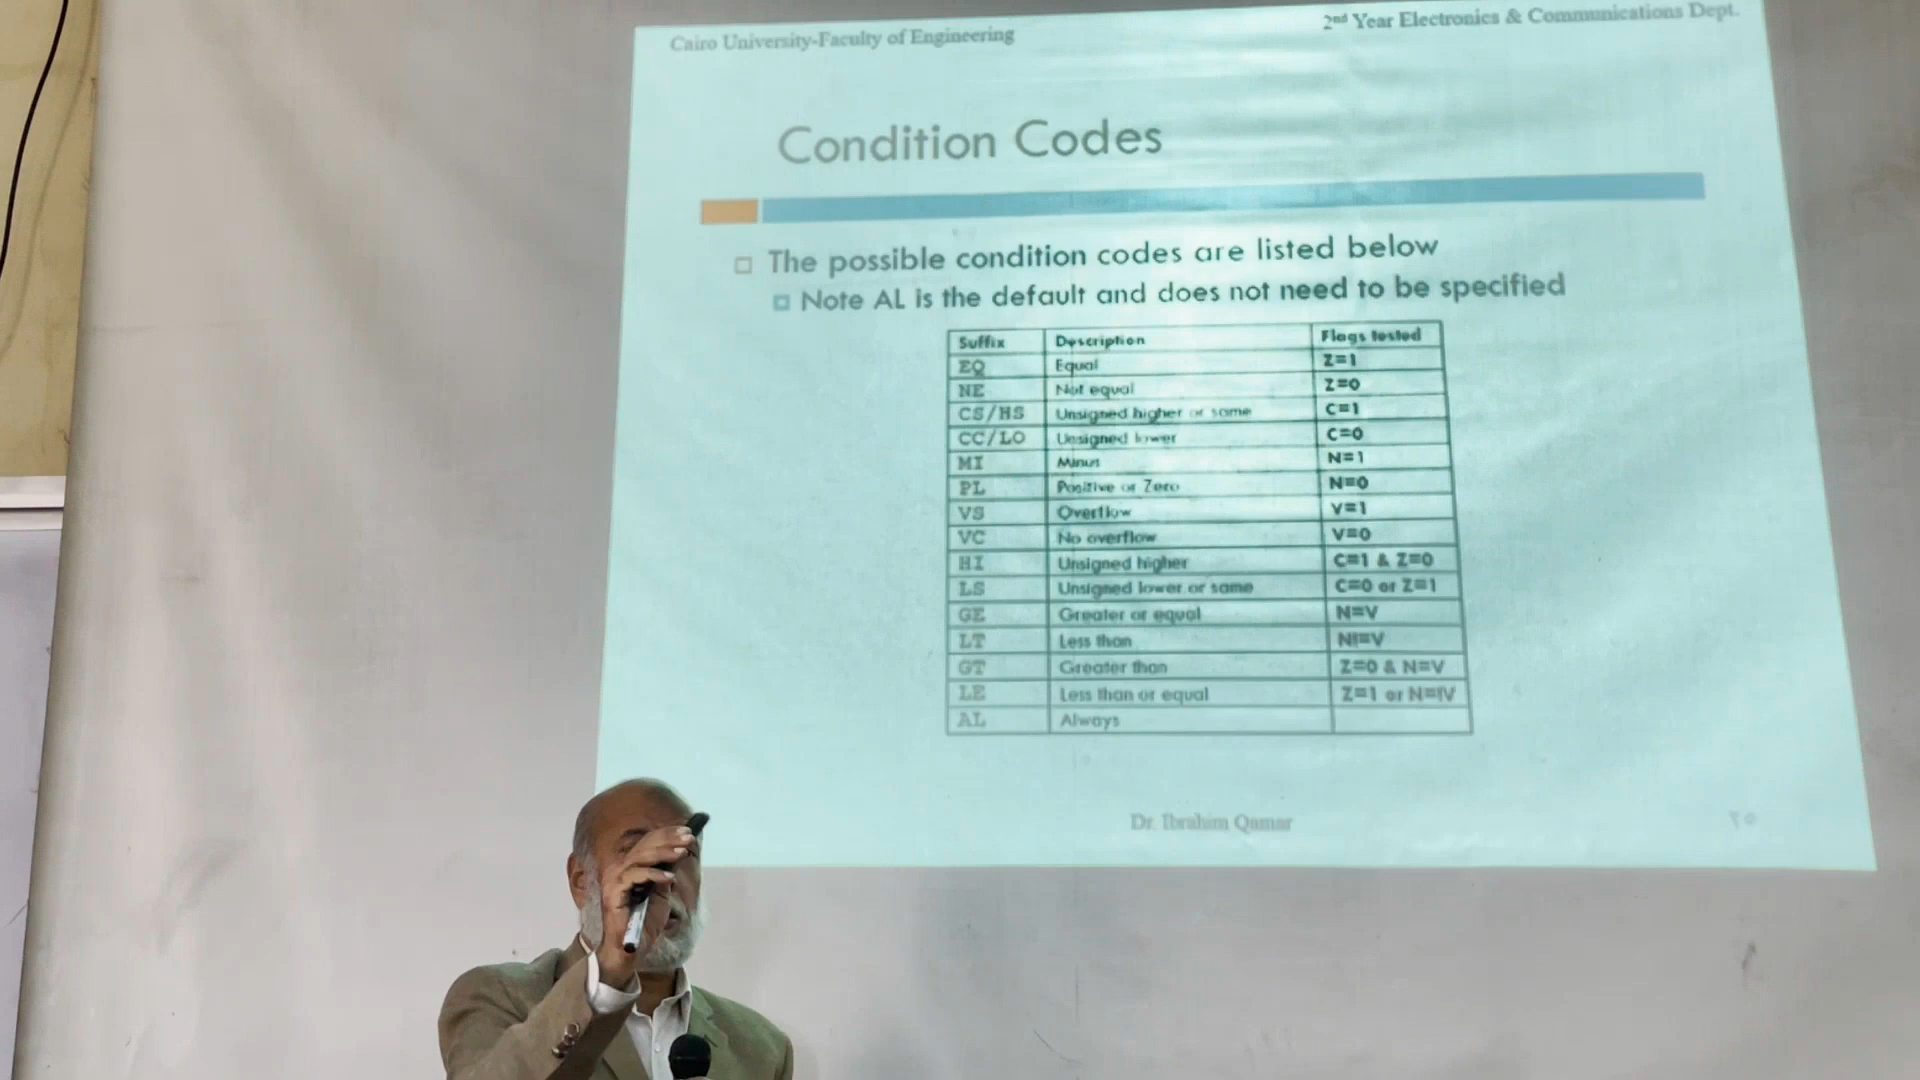 Cairo University-Faculty of Engineering
2nd Year Electronics & Communications Dept.
Condition Codes
The possible condition codes are listed below
Note AL is the default and does not need to be specified
Suffix Description Flags tested
EQ Equal Z=1
NE Not equal Z=0
CS/HS Unsigned higher or same C=1
CC/LO Unsigned lower C=0
MI Minus N=1
PL Positive or Zero N=0
VS Overflow V=1
VC No overflow V=0
HI Unsigned higher C=1 & Z=0
LS Unsigned lower or same C=0 or Z=1
GE Greater or equal N=V
LT Less than N!=V
GT Greater than Z=0 & N=V
LE Less than or equal Z=1 or N=!V
AL Always
Dr. Ibrahim Qamar
٢٥